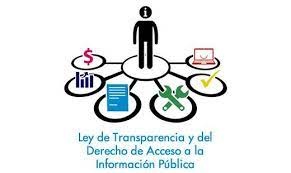 i
$
Ley de Transparencia y del
Derecho de Acceso a la
Información Pública